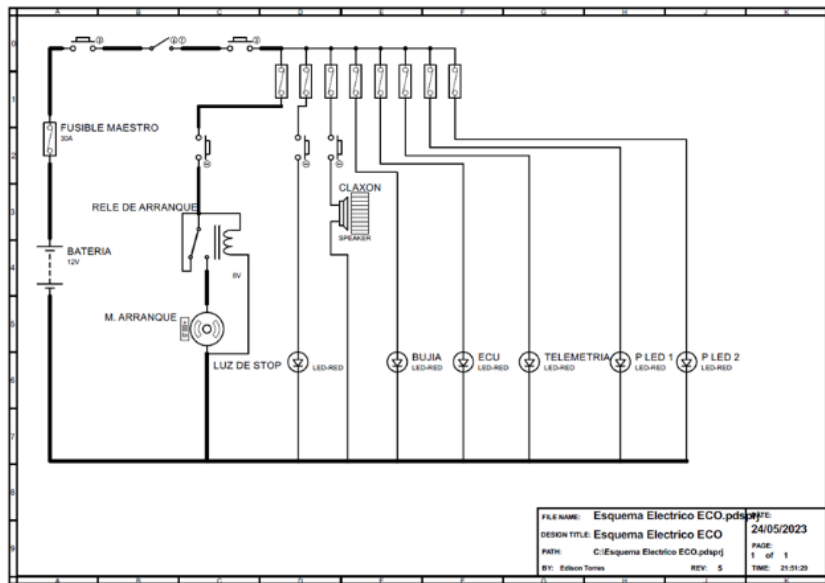 A B C D E F G H J K
0
1
2
3
4
5
6
7
8
9
FUSIBLE MAESTRO
30A
RELE DE ARRANQUE
BATERIA
12V
8V
M. ARRANQUE
CLAXON
SPEAKER
LUZ DE STOP
LED-RED
BUJIA
LED-RED
ECU
LED-RED
TELEMETRIA
LED-RED
P LED 1
LED-RED
P LED 2
LED-RED
FILE NAME: Esquema Electrico ECO.pdsprj
DATE:
24/05/2023
DESIGN TITLE: Esquema Electrico ECO
PATH: C:\Esquema Electrico ECO.pdsprj
PAGE:
1 of 1
BY: Edison Torres REV: 5 TIME: 21:51:29
A B C D E F G H J K